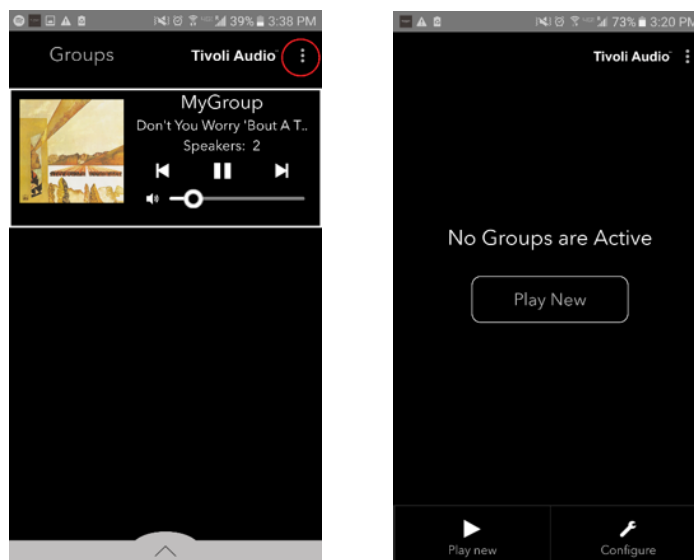 39% 3:38 PM
Groups
Tivoli Audio
MyGroup
Don't You Worry 'Bout A T..
Speakers: 2
73% 3:20 PM
Tivoli Audio
No Groups are Active
Play New
Play new
Configure